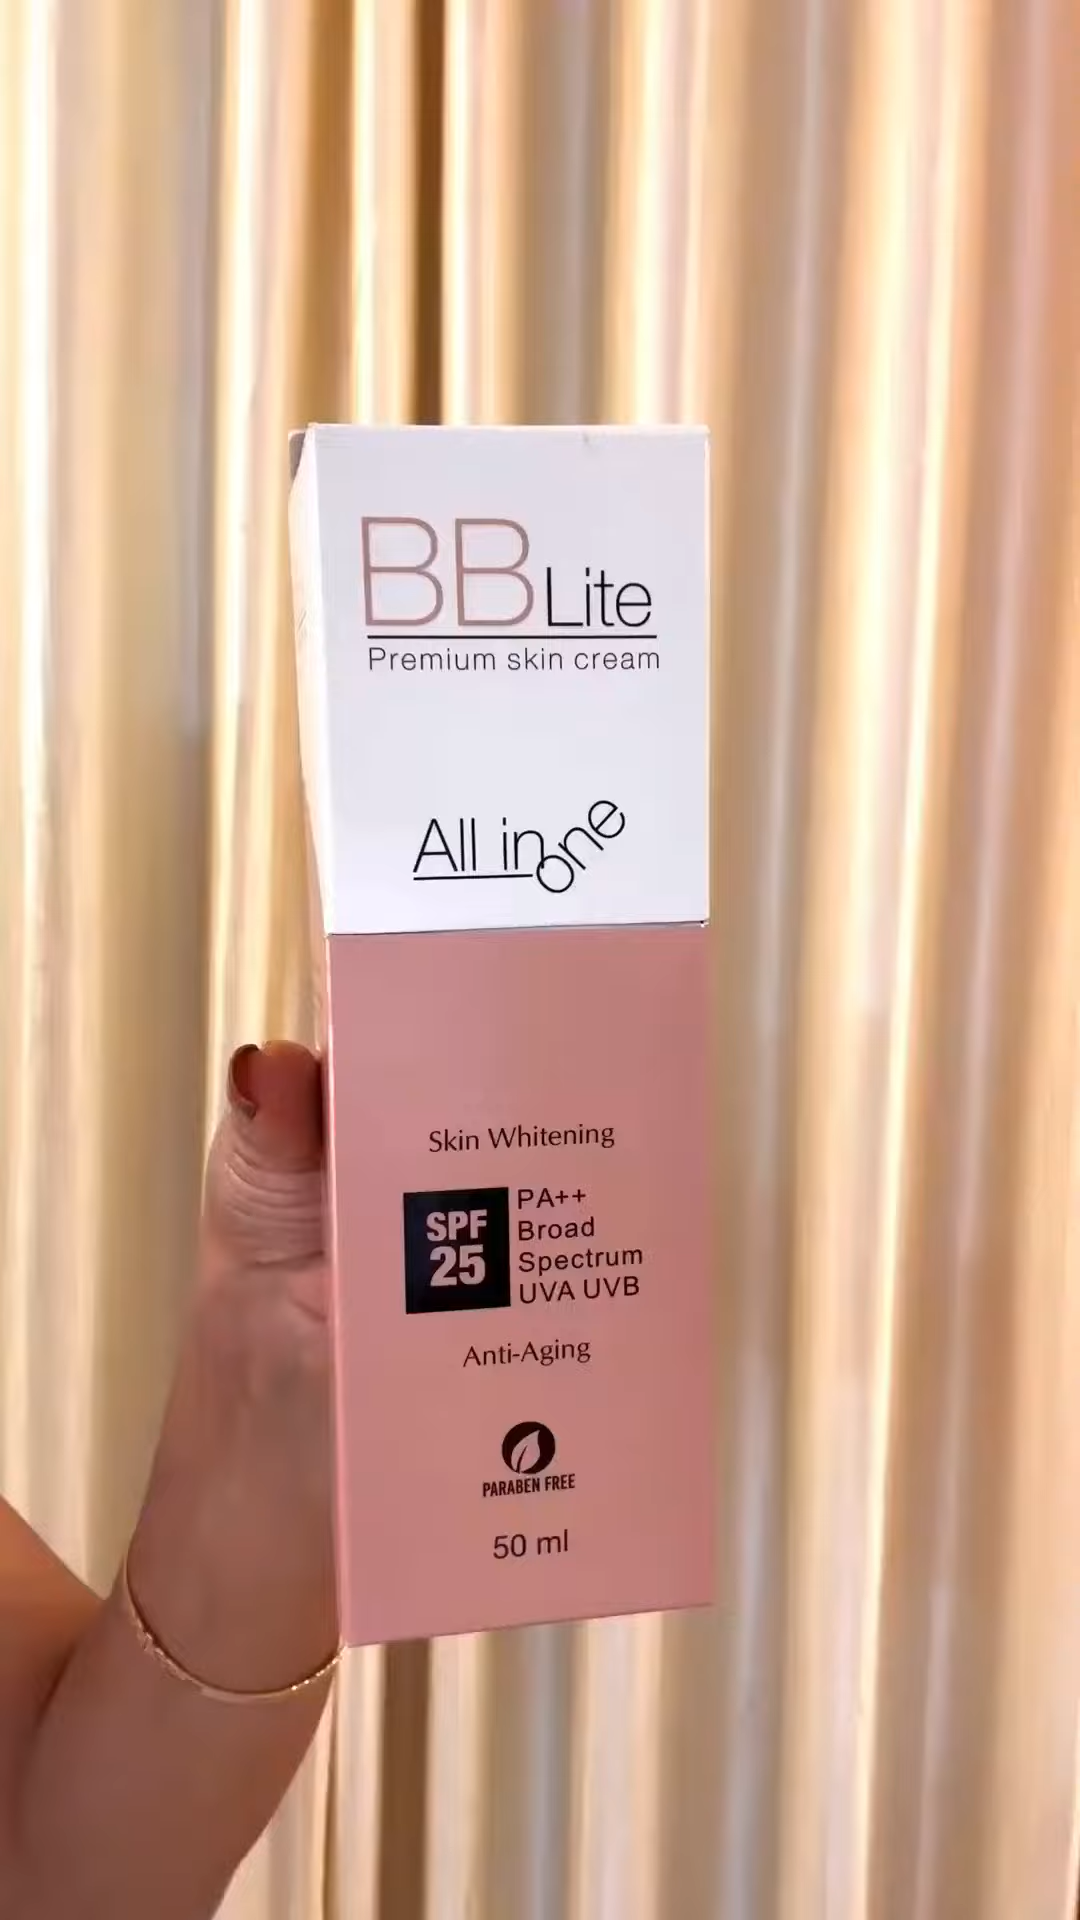 BB Lite
Premium skin cream
All in one
Skin Whitening
SPF
25
PA++
Broad
Spectrum
UVA UVB
Anti-Aging
PARABEN FREE
50 ml